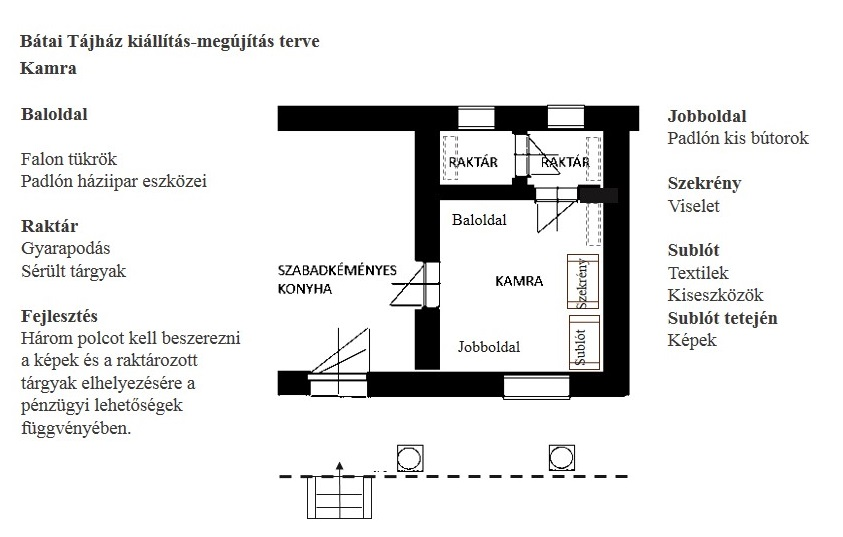 Bátai Tájház kiállítás-megújítás terve
Kamra
Baloldal
Falon tükrök
Padlón háziipar eszközei
Raktár
Gyarapodás
Sérült tárgyak
Fejlesztés
Három polcot kell beszerezni
a képek és a raktározott
tárgyak elhelyezésére a
pénzügyi lehetőségek
függvényében.
RAKTÁR
RAKTÁR
Baloldal
SZABADKÉMÉNYES
KONYHA
KAMRA
Szekrény
Jobboldal
Sublót
Jobboldal
Padlón kis bútorok
Szekrény
Viselet
Sublót
Textilek
Kiseszközök
Sublót tetején
Képek